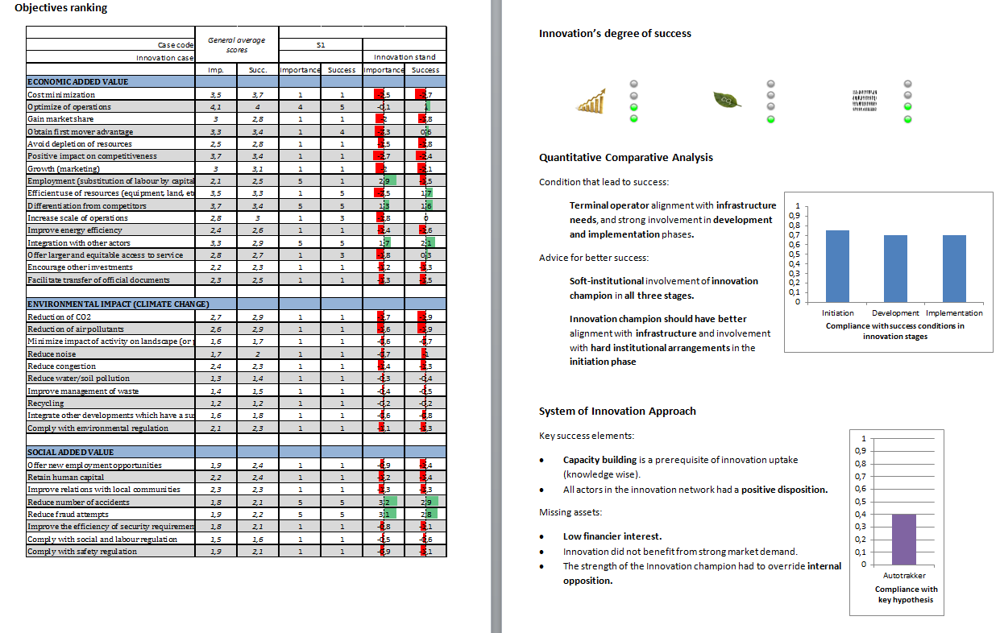 Objectives ranking
Case code General average scores S1
Innovation case Innovation stand
Imp. Succ. Importance Success Importance Success
ECONOMIC ADDED VALUE
Cost minimization 3,5 3,7 1 1 -2,5 -2,7
Optimize of operations 4,1 4 4 5 -0,1 1
Gain market share 3 2,8 1 1 -2 -1,8
Obtain first mover advantage 3,3 3,4 1 4 -2,3 0,6
Avoid depletion of resources 2,5 2,8 1 1 -1,5 -1,8
Positive impact on competitiveness 3,7 3,4 1 1 -2,7 -2,4
Growth (marketing) 3 3,1 1 1 -2 -2,1
Employment (substitution of labour by capital 2,1 2,5 5 1 2,9 -1,5
Efficient use of resources (equipment, land, et 3,5 3,3 1 5 -2,5 1,7
Differentiation from competitors 3,7 3,4 5 5 1,3 1,6
Increase scale of operations 2,8 3 1 3 -1,8 0
Improve energy efficiency 2,4 2,6 1 1 -1,4 -1,6
Integration with other actors 3,3 2,9 5 5 1,7 2,1
Offer larger and equitable access to service 2,8 2,7 1 3 -1,8 0,3
Encourage other investments 2,2 2,3 1 1 -1,2 -1,3
Facilitate transfer of official documents 2,3 2,5 1 1 -1,3 -1,5
ENVIRONMENTAL IMPACT (CLIMATE CHANGE)
Reduction of CO2 2,7 2,9 1 1 -1,7 -1,9
Reduction of air pollutants 2,6 2,9 1 1 -1,6 -1,9
Minimize impact of activity on landscape (or p 1,6 1,7 1 1 -0,6 -0,7
Reduce noise 1,7 2 1 1 -0,7 -1
Reduce congestion 2,4 2,3 1 1 -1,4 -1,3
Reduce water/soil pollution 1,3 1,4 1 1 -0,3 -0,4
Improve management of waste 1,4 1,5 1 1 -0,4 -0,5
Recycling 1,2 1,2 1 1 -0,2 -0,2
Integrate other developments which have a su 1,6 1,8 1 1 -0,6 -0,8
Comply with environmental regulation 2,1 2,3 1 1 -1,1 -1,3
SOCIAL ADDED VALUE
Offer new employment opportunities 1,9 2,4 1 1 -0,9 -1,4
Retain human capital 2,2 2,4 1 1 -1,2 -1,4
Improve relations with local communities 2,3 2,3 1 1 -1,3 -1,3
Reduce number of accidents 1,8 2,1 5 5 3,2 2,9
Reduce fraud attempts 1,9 2,2 5 5 3,1 2,8
Improve the efficiency of security requiremen 1,8 2,1 1 1 -0,8 -1,1
Comply with social and labour regulation 1,5 1,6 1 1 -0,5 -0,6
Comply with safety regulation 1,9 2,1 1 1 -0,9 -1,1
Innovation's degree of success
CO2
Quantitative Comparative Analysis
Condition that lead to success:
Terminal operator alignment with infrastructure
needs, and strong involvement in development
and implementation phases.
Advice for better success:
Soft-institutional involvement of innovation
champion in all three stages.
Innovation champion should have better
alignment with infrastructure and involvement
with hard institutional arrangements in the
initiation phase
1
0,9
0,8
0,7
0,6
0,5
0,4
0,3
0,2
0,1
0
Initiation Development Implementation
Compliance with success conditions in
innovation stages
System of Innovation Approach
Key success elements:
• Capacity building is a prerequisite of innovation uptake
(knowledge wise).
• All actors in the innovation network had a positive disposition.
Missing assets:
• Low financier interest.
• Innovation did not benefit from strong market demand.
• The strength of the Innovation champion had to override internal
opposition.
1
0,9
0,8
0,7
0,6
0,5
0,4
0,3
0,2
0,1
0
Autotrakker
Compliance with
key hypothesis